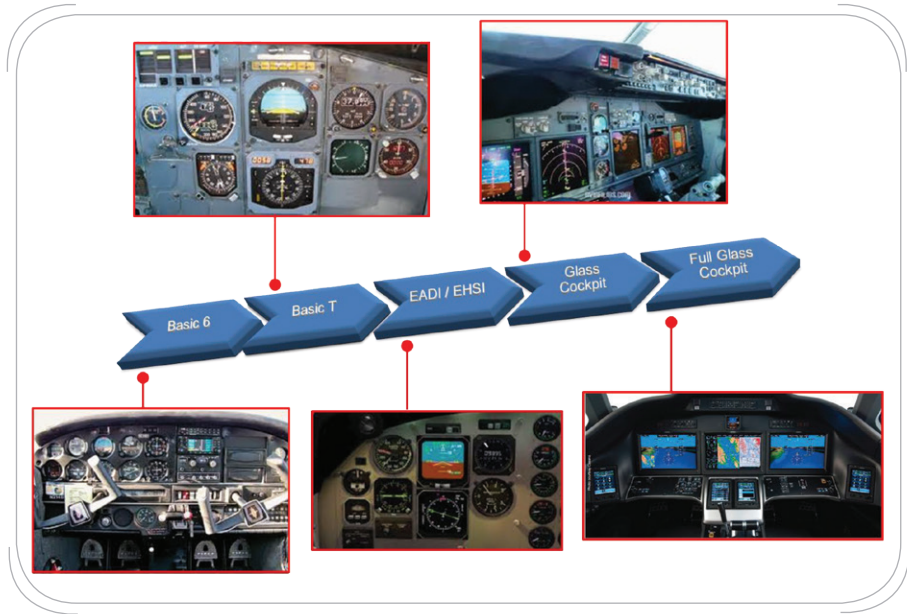 Basic 6
Basic T
EADI / EHSI
Glass
Cockpit
Full Glass
Cockpit